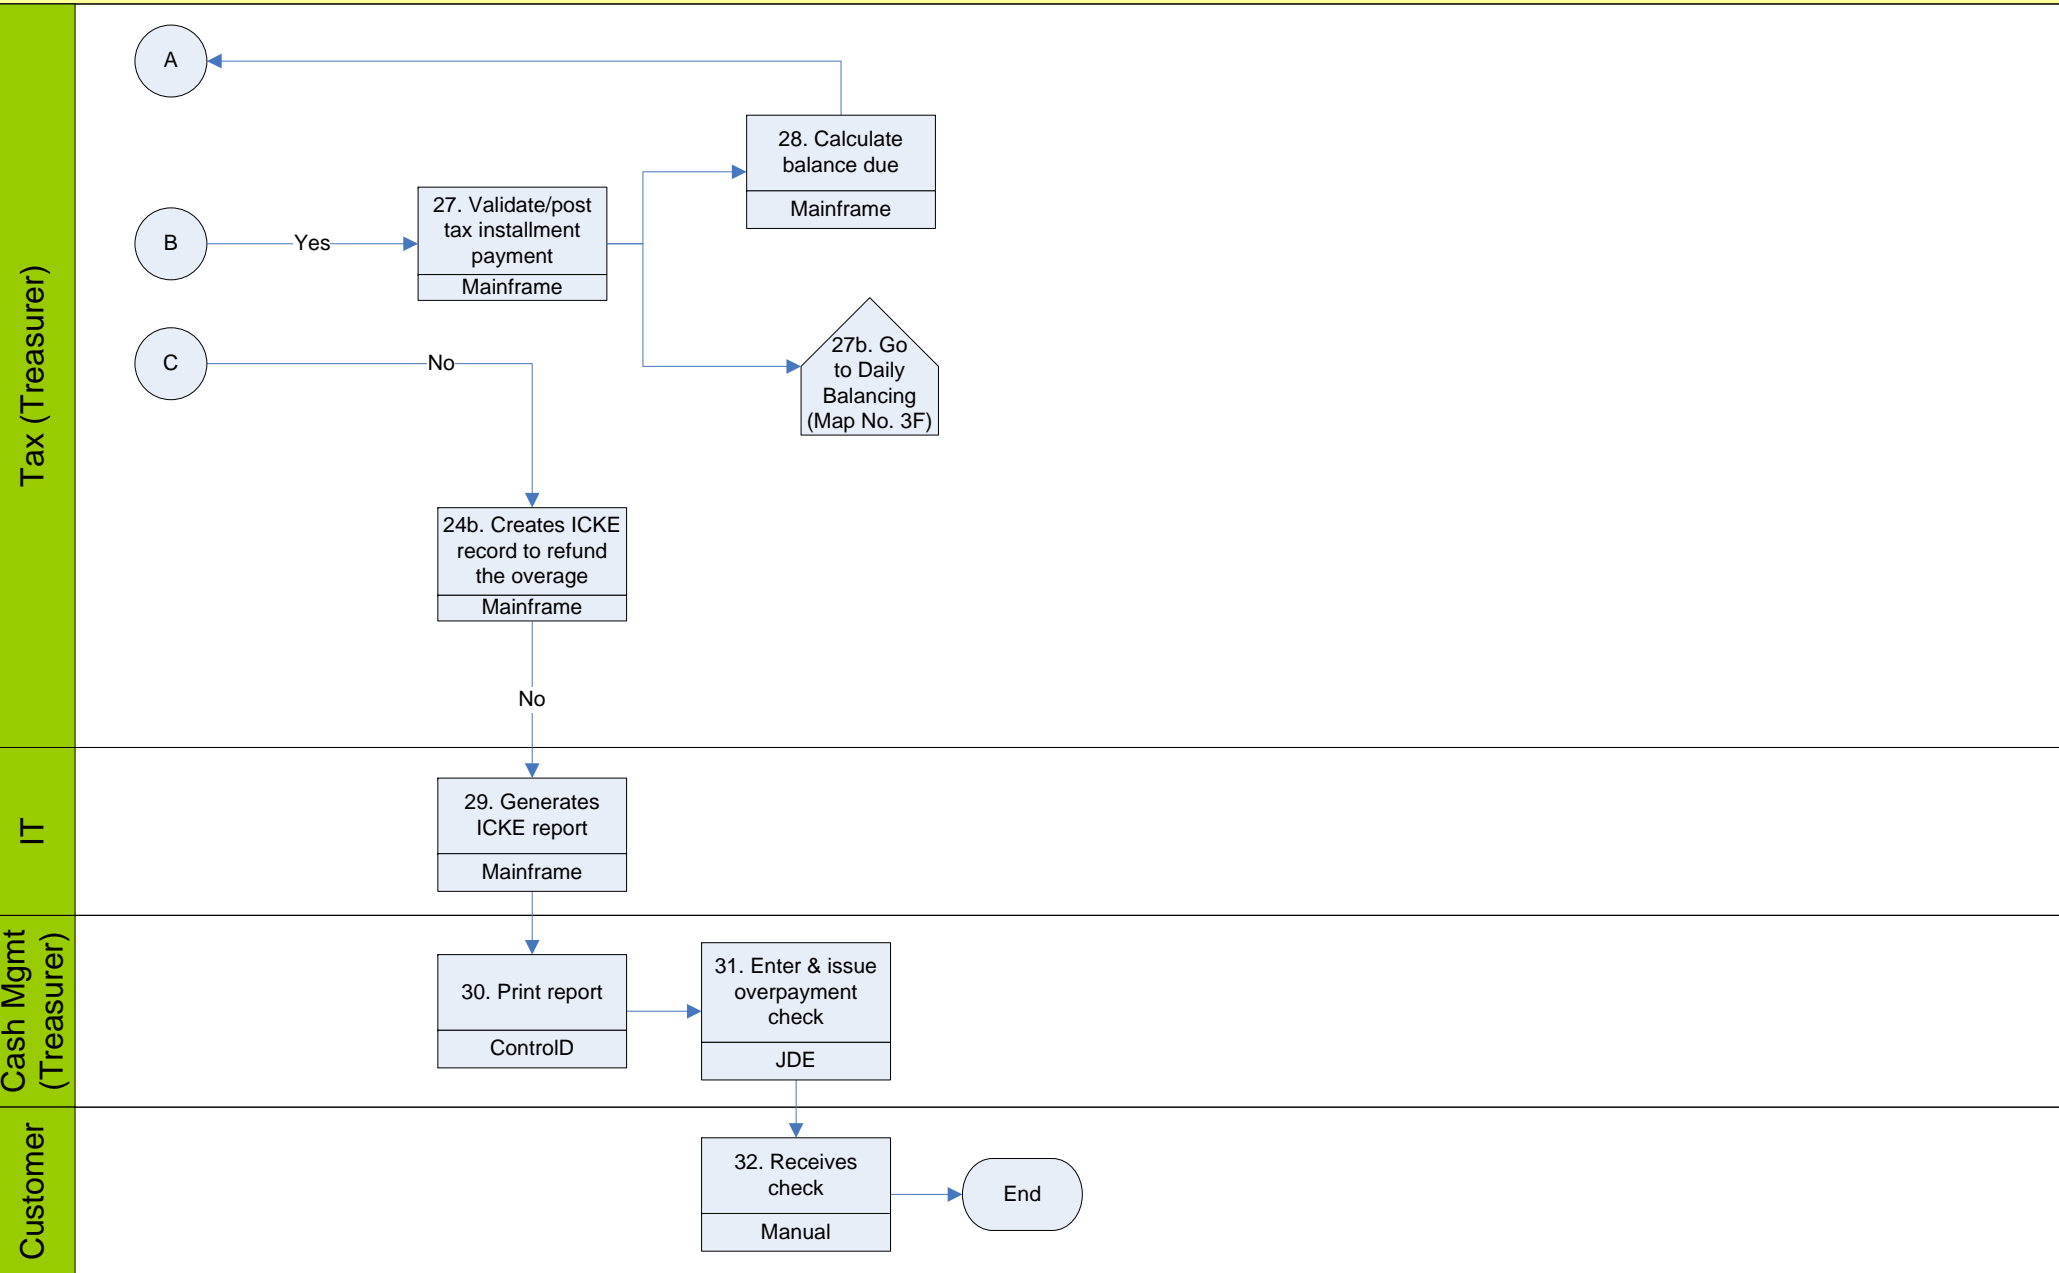 Tax (Treasurer)
A
28. Calculate
balance due
Mainframe
B
Yes
27. Validate/post
tax installment
payment
Mainframe
C
No
27b. Go
to Daily
Balancing
(Map No. 3F)
24b. Creates ICKE
record to refund
the overage
Mainframe
No
IT
29. Generates
ICKE report
Mainframe
Cash Mgmt
(Treasurer)
30. Print report
ControlD
31. Enter & issue
overpayment
check
JDE
Customer
32. Receives
check
Manual
End